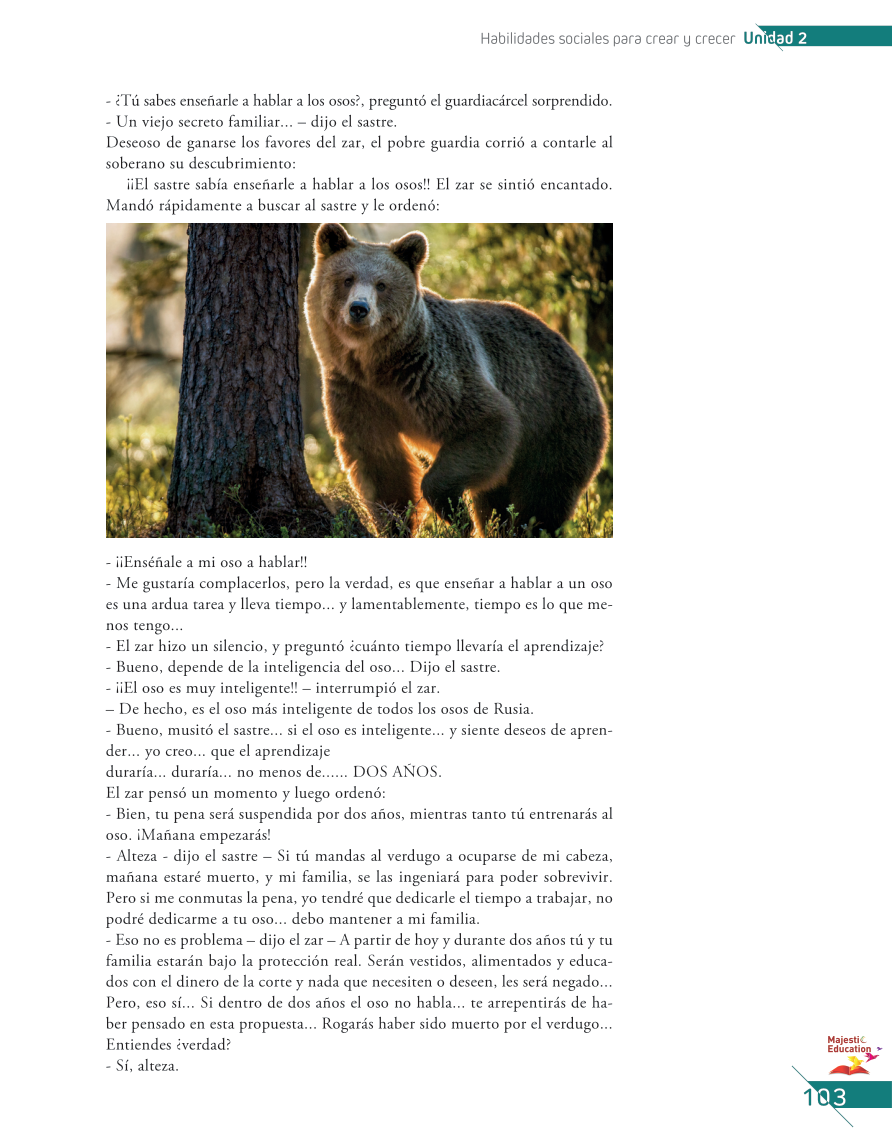 Habilidades sociales para crear y crecer Unidad 2
- ¿Tú sabes enseñarle a hablar a los osos?, preguntó el guardiacárcel sorprendido.
- Un viejo secreto familiar... – dijo el sastre.
Deseoso de ganarse los favores del zar, el pobre guardia corrió a contarle al
soberano su descubrimiento:
¡¡El sastre sabía enseñarle a hablar a los osos!! El zar se sintió encantado.
Mandó rápidamente a buscar al sastre y le ordenó:
- ¡¡Enséñale a mi oso a hablar!!
- Me gustaría complacerlos, pero la verdad, es que enseñar a hablar a un oso
es una ardua tarea y lleva tiempo... y lamentablemente, tiempo es lo que me-
nos tengo...
- El zar hizo un silencio, y preguntó ¿cuánto tiempo llevaría el aprendizaje?
- Bueno, depende de la inteligencia del oso... Dijo el sastre.
- ¡¡El oso es muy inteligente!! – interrumpió el zar.
– De hecho, es el oso más inteligente de todos los osos de Rusia.
- Bueno, musitó el sastre... si el oso es inteligente... y siente deseos de apren-
der... yo creo... que el aprendizaje
duraría... duraría... no menos de...... DOS AÑOS.
El zar pensó un momento y luego ordenó:
- Bien, tu pena será suspendida por dos años, mientras tanto tú entrenarás al
oso. ¡Mañana empezarás!
- Alteza - dijo el sastre – Si tú mandas al verdugo a ocuparse de mi cabeza,
mañana estaré muerto, y mi familia, se las ingeniará para poder sobrevivir.
Pero si me conmutas la pena, yo tendré que dedicarle el tiempo a trabajar, no
podré dedicarme a tu oso... debo mantener a mi familia.
- Eso no es problema – dijo el zar – A partir de hoy y durante dos años tú y tu
familia estarán bajo la protección real. Serán vestidos, alimentados y educa-
dos con el dinero de la corte y nada que necesiten o deseen, les será negado...
Pero, eso sí... Si dentro de dos años el oso no habla... te arrepentirás de ha-
ber pensado en esta propuesta... Rogarás haber sido muerto por el verdugo...
Entiendes ¿verdad?
- Sí, alteza.
Majestic
Education
103